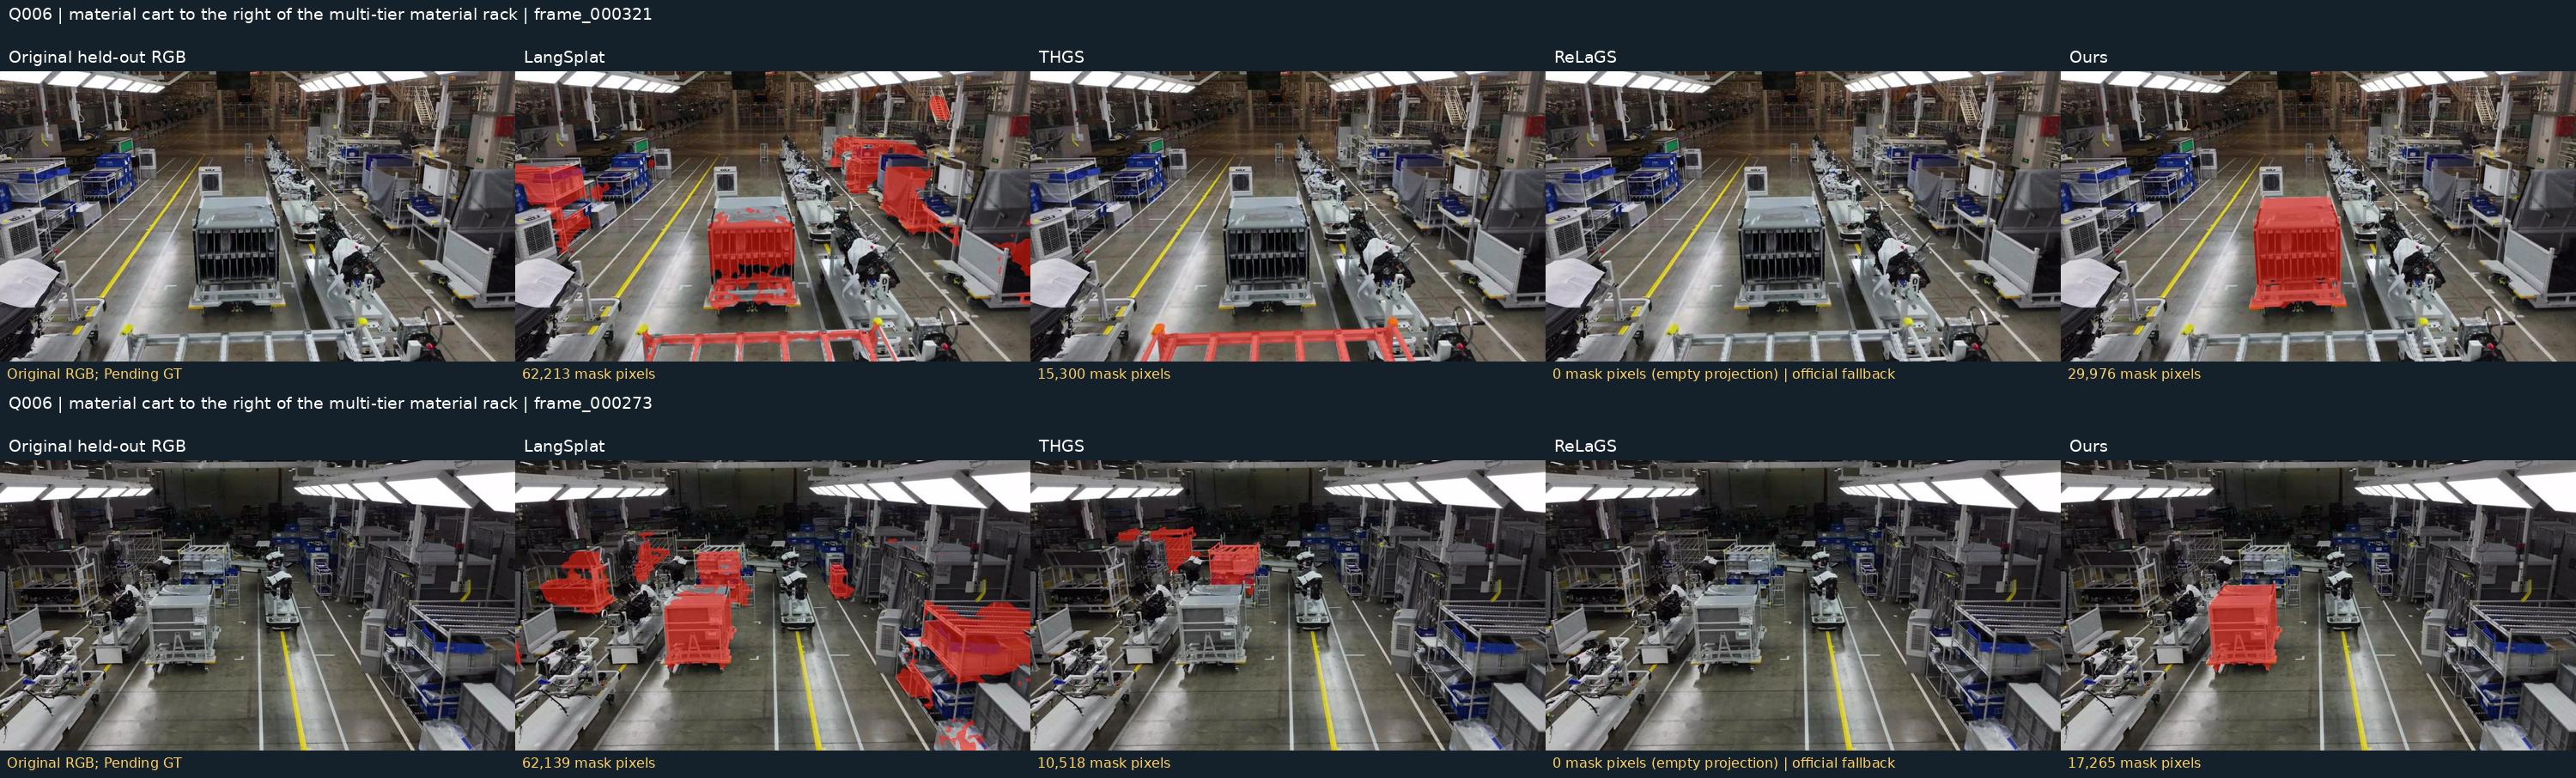 Q006 | material cart to the right of the multi-tier material rack | frame_000321
Original held-out RGB
LangSplat
THGS
ReLaGS
Ours
Original RGB; Pending GT
62,213 mask pixels
15,300 mask pixels
0 mask pixels (empty projection) | official fallback
29,976 mask pixels
Q006 | material cart to the right of the multi-tier material rack | frame_000273
Original held-out RGB
LangSplat
THGS
ReLaGS
Ours
Original RGB; Pending GT
62,139 mask pixels
10,518 mask pixels
0 mask pixels (empty projection) | official fallback
17,265 mask pixels